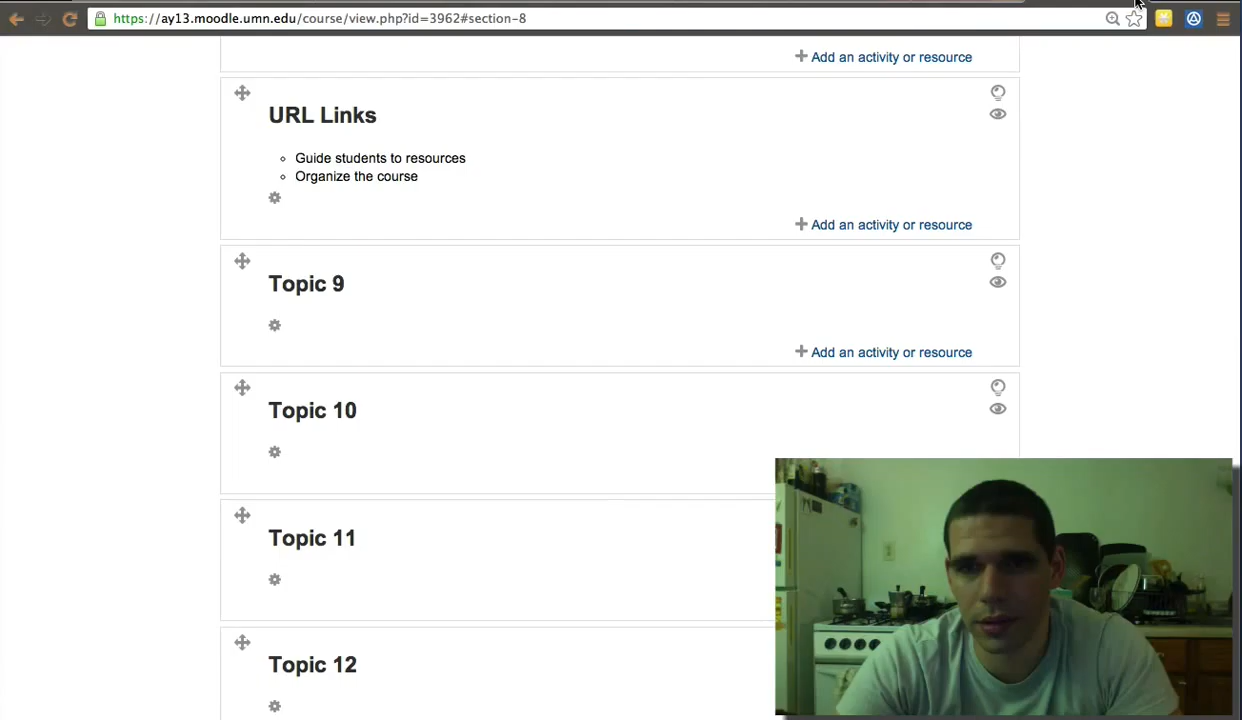 https://ay13.moodle.umn.edu/course/view.php?id=3962#section-8
Add an activity or resource
URL Links
Guide students to resources
Organize the course
Add an activity or resource
Topic 9
Add an activity or resource
Topic 10
Topic 11
Topic 12